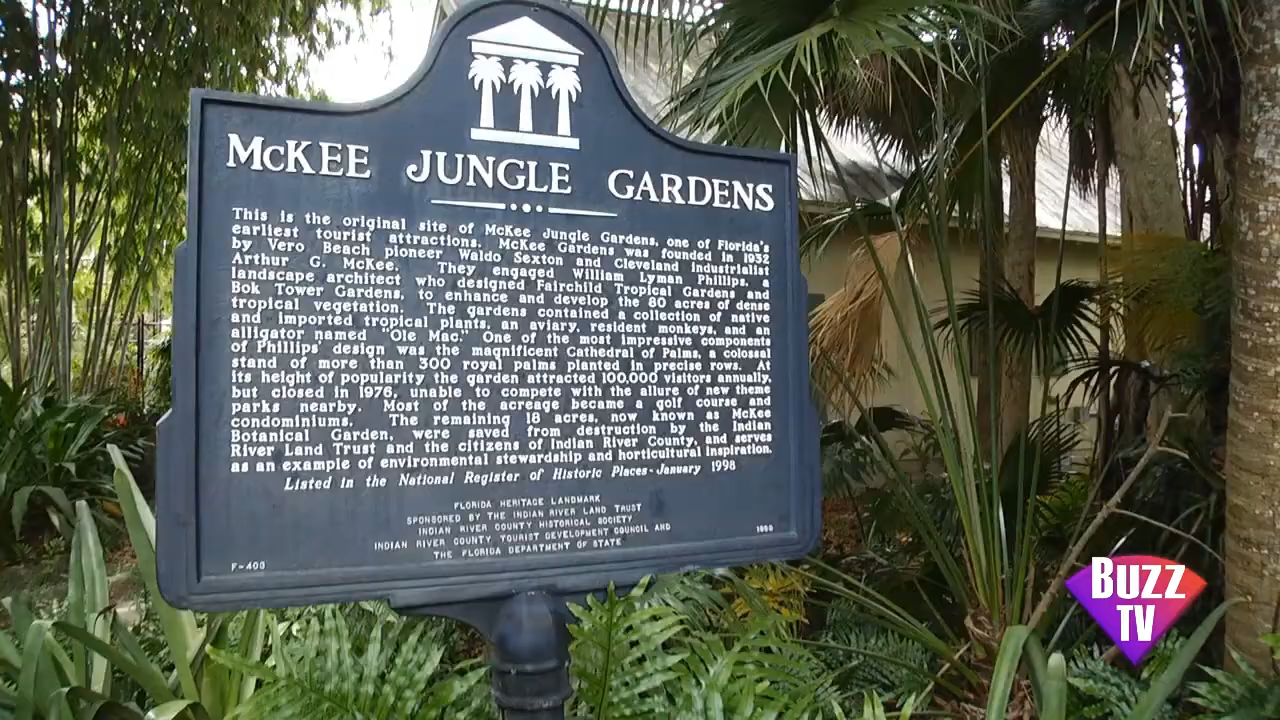 McKEE JUNGLE GARDENS
This is the original site of McKee Jungle Gardens, one of Florida's
earliest tourist attractions. McKee Gardens was founded in 1932
by Vero Beach pioneer Waldo Sexton and Cleveland industrialist
Arthur G. McKee. They engaged William Lyman Phillips, a
landscape architect who designed Fairchild Tropical Gardens and
Bok Tower Gardens, to enhance and develop the 80 acres of dense
tropical vegetation. The gardens contained a collection of native
and imported tropical plants, an aviary, resident monkeys, and an
alligator named "Ole Mac." One of the most impressive components
of Phillips' design was the magnificent Cathedral of Palms, a colossal
stand of more than 300 royal palms planted in precise rows. At
its height of popularity the garden attracted 100,000 visitors annually,
but closed in 1976, unable to compete with the allure of new theme
parks nearby. Most of the acreage became a golf course and
condominiums. The remaining 18 acres, now known as McKee
Botanical Garden, were saved from destruction by the Indian
River Land Trust and the citizens of Indian River County, and serves
as an example of environmental stewardship and horticultural inspiration.
Listed in the National Register of Historic Places - January 1998
FLORIDA HERITAGE LANDMARK
SPONSORED BY THE INDIAN RIVER LAND TRUST
INDIAN RIVER COUNTY HISTORICAL SOCIETY
INDIAN RIVER COUNTY TOURIST DEVELOPMENT COUNCIL AND
THE FLORIDA DEPARTMENT OF STATE
F-400
BUZZ
TV